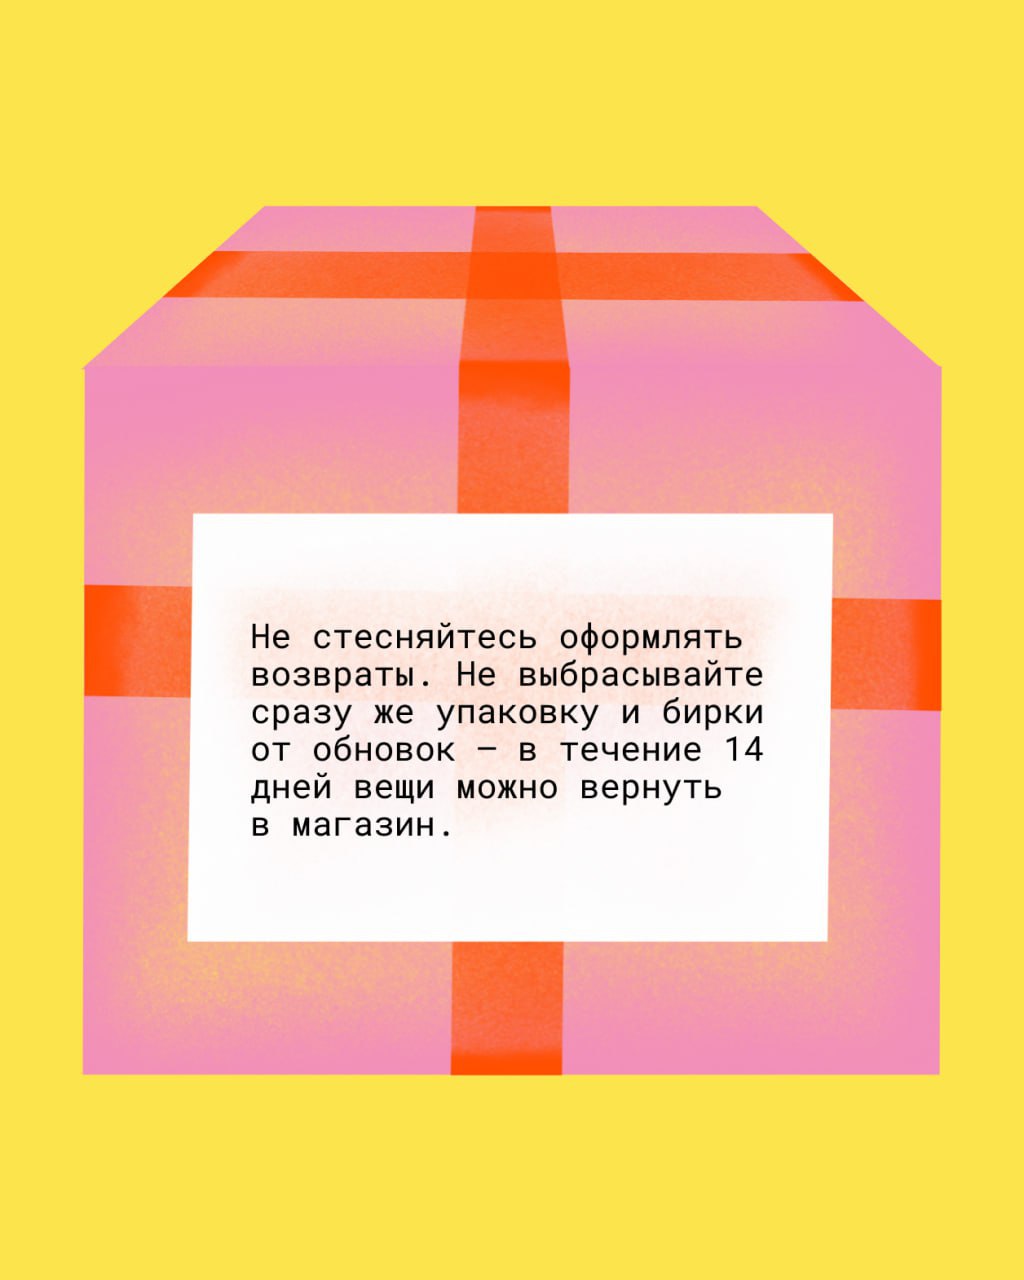 Не стесняйтесь оформлять
возвраты. Не выбрасывайте
сразу же упаковку и бирки
от обновок – в течение 14
дней вещи можно вернуть
в магазин.